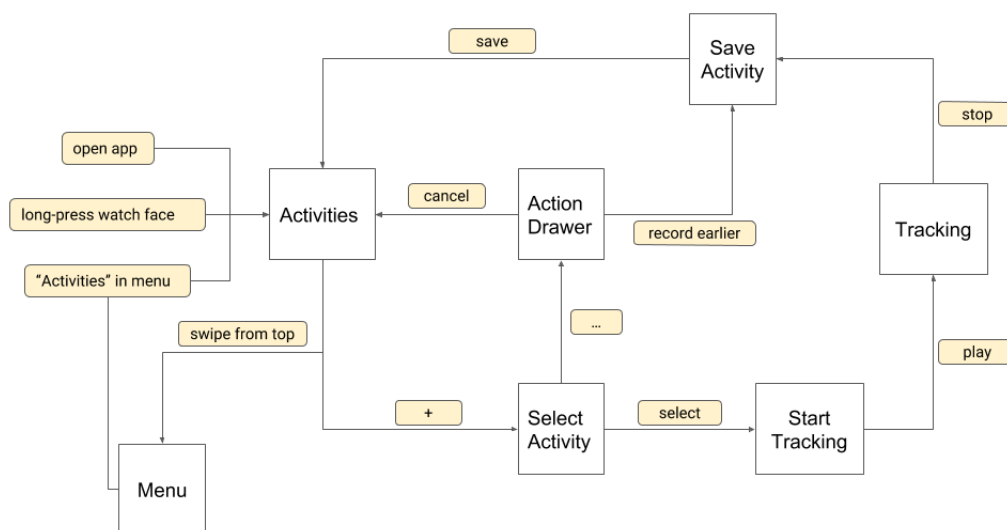 save
Save
Activity
stop
open app
long-press watch face
Activities
cancel
Action
Drawer
record earlier
Tracking
"Activities" in menu
swipe from top
...
play
+
Select
Activity
select
Start
Tracking
Menu